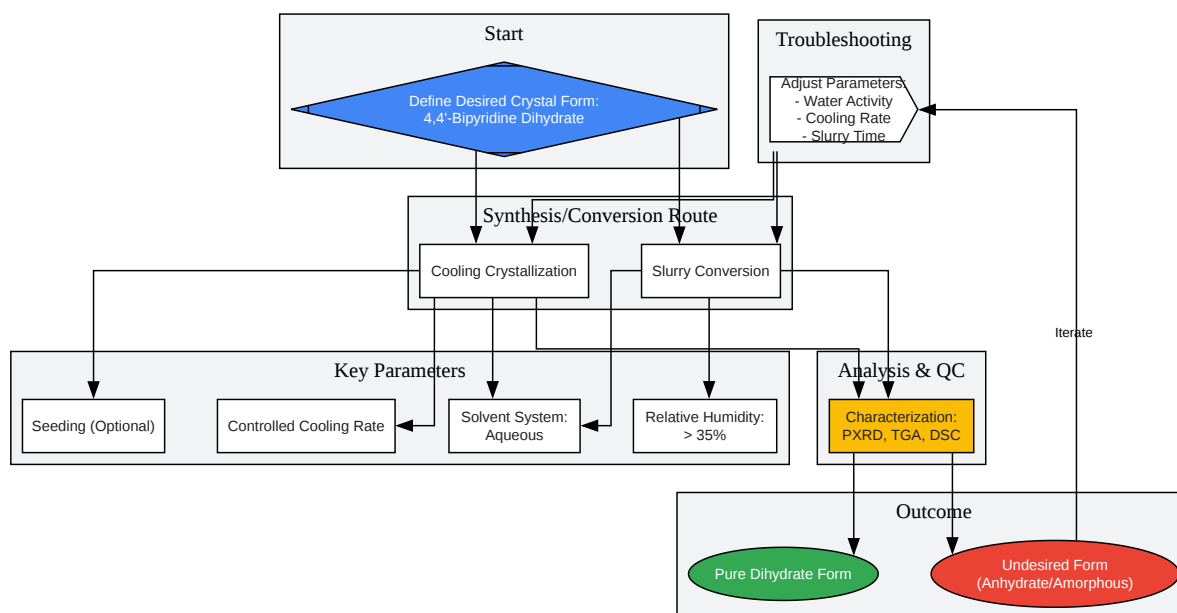 Start
Define Desired Crystal Form:
4,4'-Bipyridine Dihydrate
Troubleshooting
Adjust Parameters:
- Water Activity
- Cooling Rate
- Slurry Time
Synthesis/Conversion Route
Cooling Crystallization
Slurry Conversion
Iterate
Key Parameters
Seeding (Optional)
Controlled Cooling Rate
Solvent System:
Aqueous
Relative Humidity:
> 35%
Analysis & QC
Characterization:
PXRD, TGA, DSC
Outcome
Pure Dihydrate Form
Undesired Form
(Anhydrate/Amorphous)